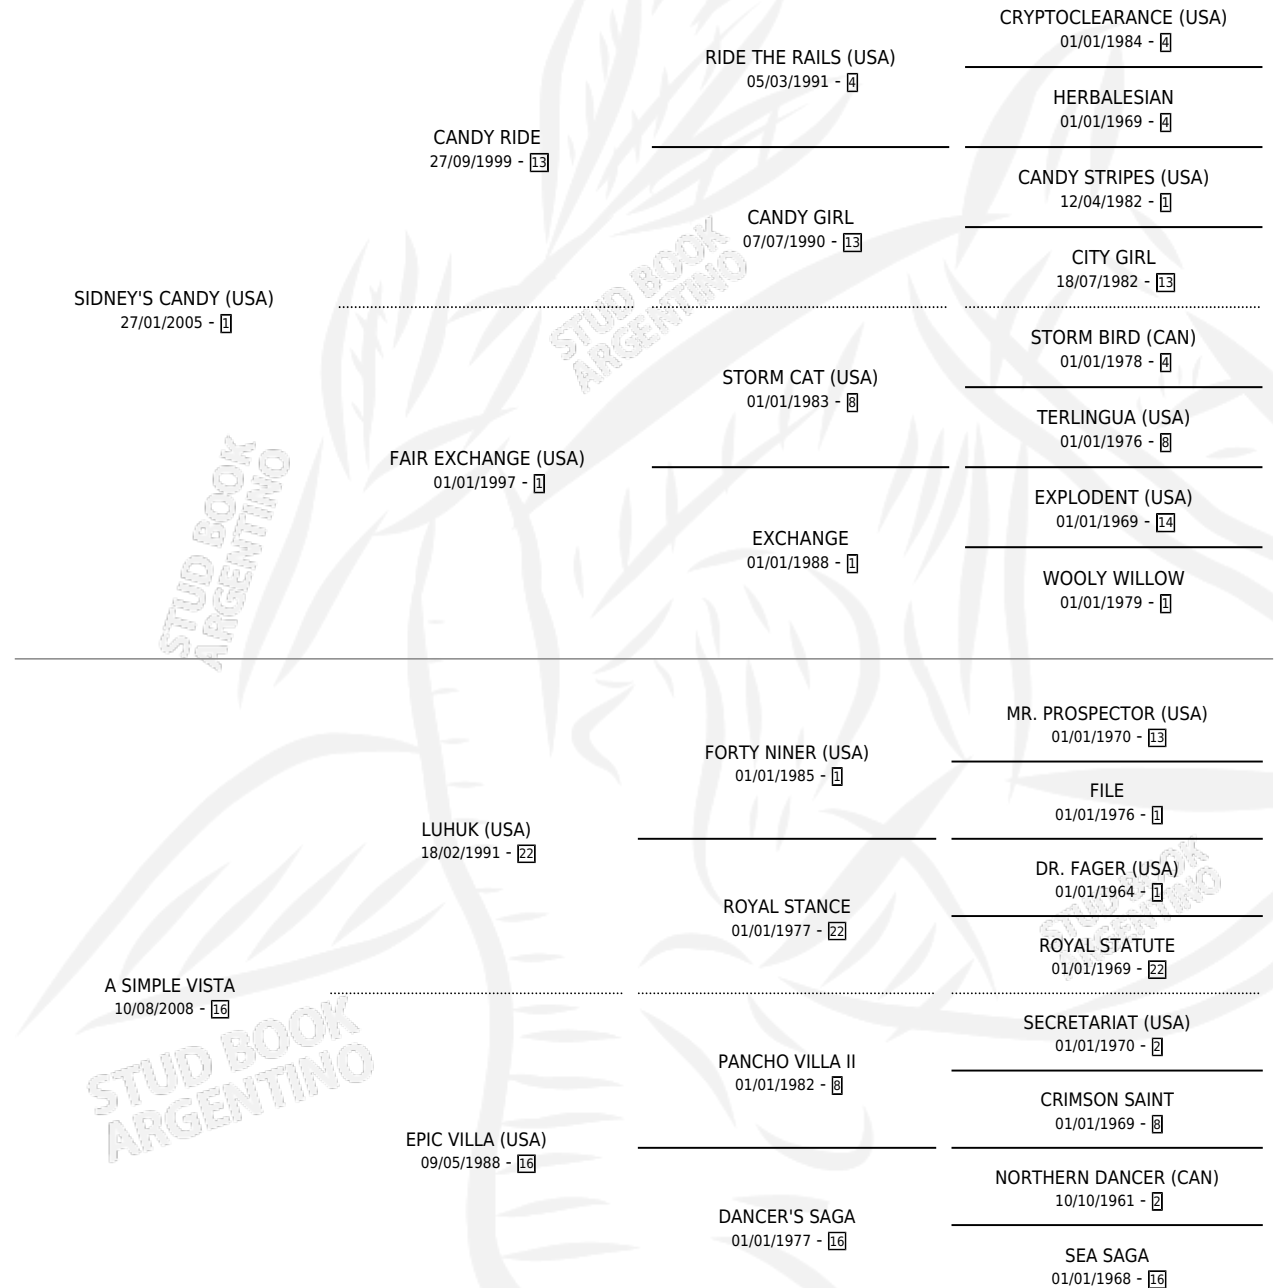 CRYPTOCLEARANCE (USA)
01/01/1984 - 4
RIDE THE RAILS (USA)
05/03/1991 - 4
HERBALESIAN
01/01/1969 - 4
CANDY RIDE
27/09/1999 - 13
CANDY STRIPES (USA)
12/04/1982 - 1
CANDY GIRL
07/07/1990 - 13
CITY GIRL
18/07/1982 - 13
SIDNEY'S CANDY (USA)
27/01/2005 - 1
STORM BIRD (CAN)
01/01/1978 - 4
STORM CAT (USA)
01/01/1983 - 8
TERLINGUA (USA)
01/01/1976 - 8
FAIR EXCHANGE (USA)
01/01/1997 - 1
EXPLODENT (USA)
01/01/1969 - 14
EXCHANGE
01/01/1988 - 1
WOOLY WILLOW
01/01/1979 - 1
STUD BOOK
ARGENTINO
STUD BOOK
ARGENTINO
MR. PROSPECTOR (USA)
01/01/1970 - 13
FORTY NINER (USA)
01/01/1985 - 1
FILE
01/01/1976 - 1
LUHUK (USA)
18/02/1991 - 22
DR. FAGER (USA)
01/01/1964 - 1
ROYAL STANCE
01/01/1977 - 22
ROYAL STATUTE
01/01/1969 - 22
STUD BOOK
ARGENTINO
A SIMPLE VISTA
10/08/2008 - 16
SECRETARIAT (USA)
01/01/1970 - 2
PANCHO VILLA II
01/01/1982 - 8
CRIMSON SAINT
01/01/1969 - 8
STUD BOOK
ARGENTINO
EPIC VILLA (USA)
09/05/1988 - 16
NORTHERN DANCER (CAN)
10/10/1961 - 2
DANCER'S SAGA
01/01/1977 - 16
SEA SAGA
01/01/1968 - 16